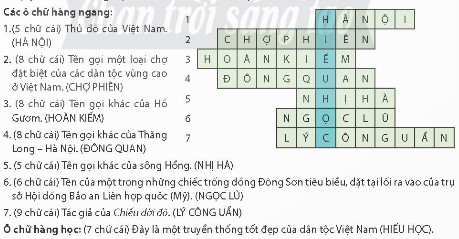 Chân trời sáng tạo
Các ô chữ hàng ngang:
1.(5 chữ cái) Thủ đô của Việt Nam.
(HÀ NỘI)
2. (8 chữ cái) Tên gọi một loại chợ
đặt biệt của các dân tộc vùng cao
ở Việt Nam. (CHỢ PHIÊN)
3. (8 chữ cái) Tên gọi khác của Hồ
Gươm. (HOÀN KIẾM)
4. (8 chữ cái) Tên gọi khác của Thăng
Long – Hà Nội. (ĐÔNG QUAN)
1 H À N Ộ I
2 C H Ợ P H I Ê N
3 H O À N K I Ế M
4 Đ Ô N G Q U A N
5 N H Ị H À
6 N G Ọ C L Ũ
7 L Ý C Ô N G U Ẩ N
5. (5 chữ cái) Tên gọi khác của sông Hồng. (NHỊ HÀ)
6. (6 chữ cái) Tên của một trong những chiếc trống đồng Đông Sơn tiêu biểu, đặt tại lối ra vào của trụ
sở Hội đồng Bảo an Liên hợp quốc (Mỹ). (NGỌC LŨ)
7. (9 chữ cái) Tác giả của Chiếu dời đô. (LÝ CÔNG UẨN)
Ô chữ hàng học: (7 chữ cái) Đây là một truyền thống tốt đẹp của dân tộc Việt Nam (HIẾU HỌC).